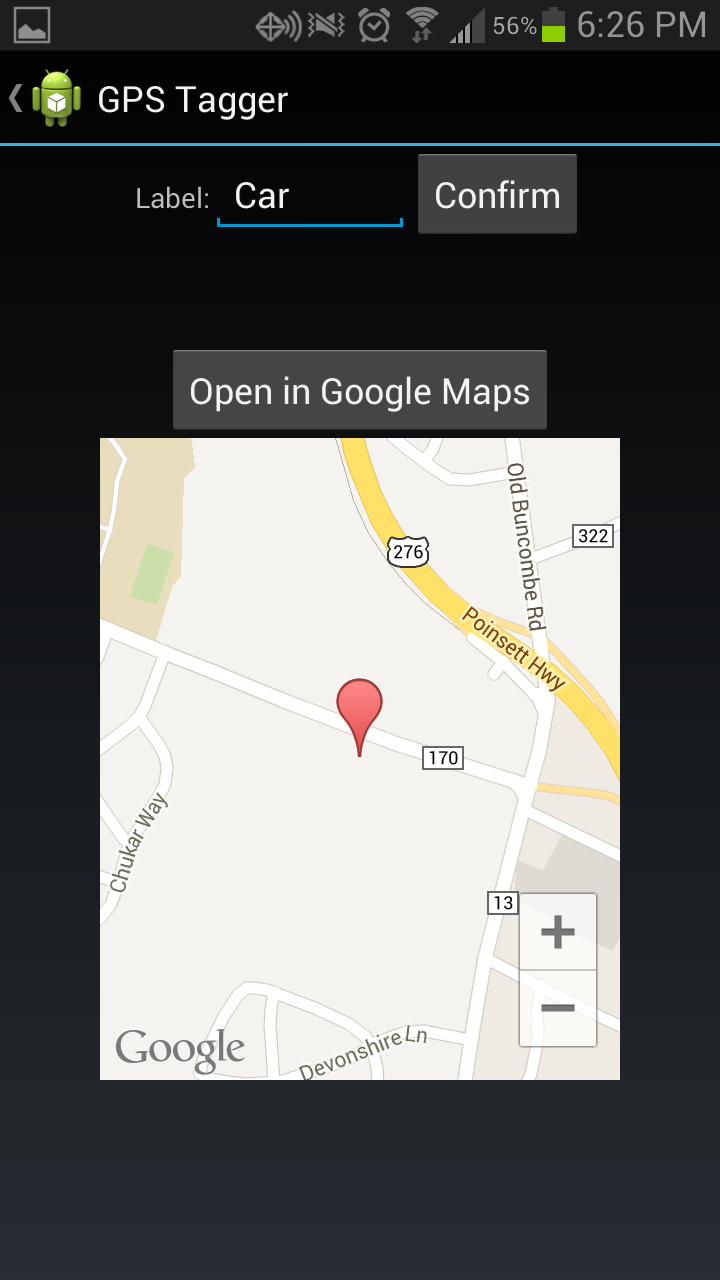 56% 6:26 PM
GPS Tagger
Label: Car Confirm
Open in Google Maps
Old Buncombe Rd
322
276
Poinsett Hwy
170
Chukar Way
13
+
−
Google
Devonshire Ln